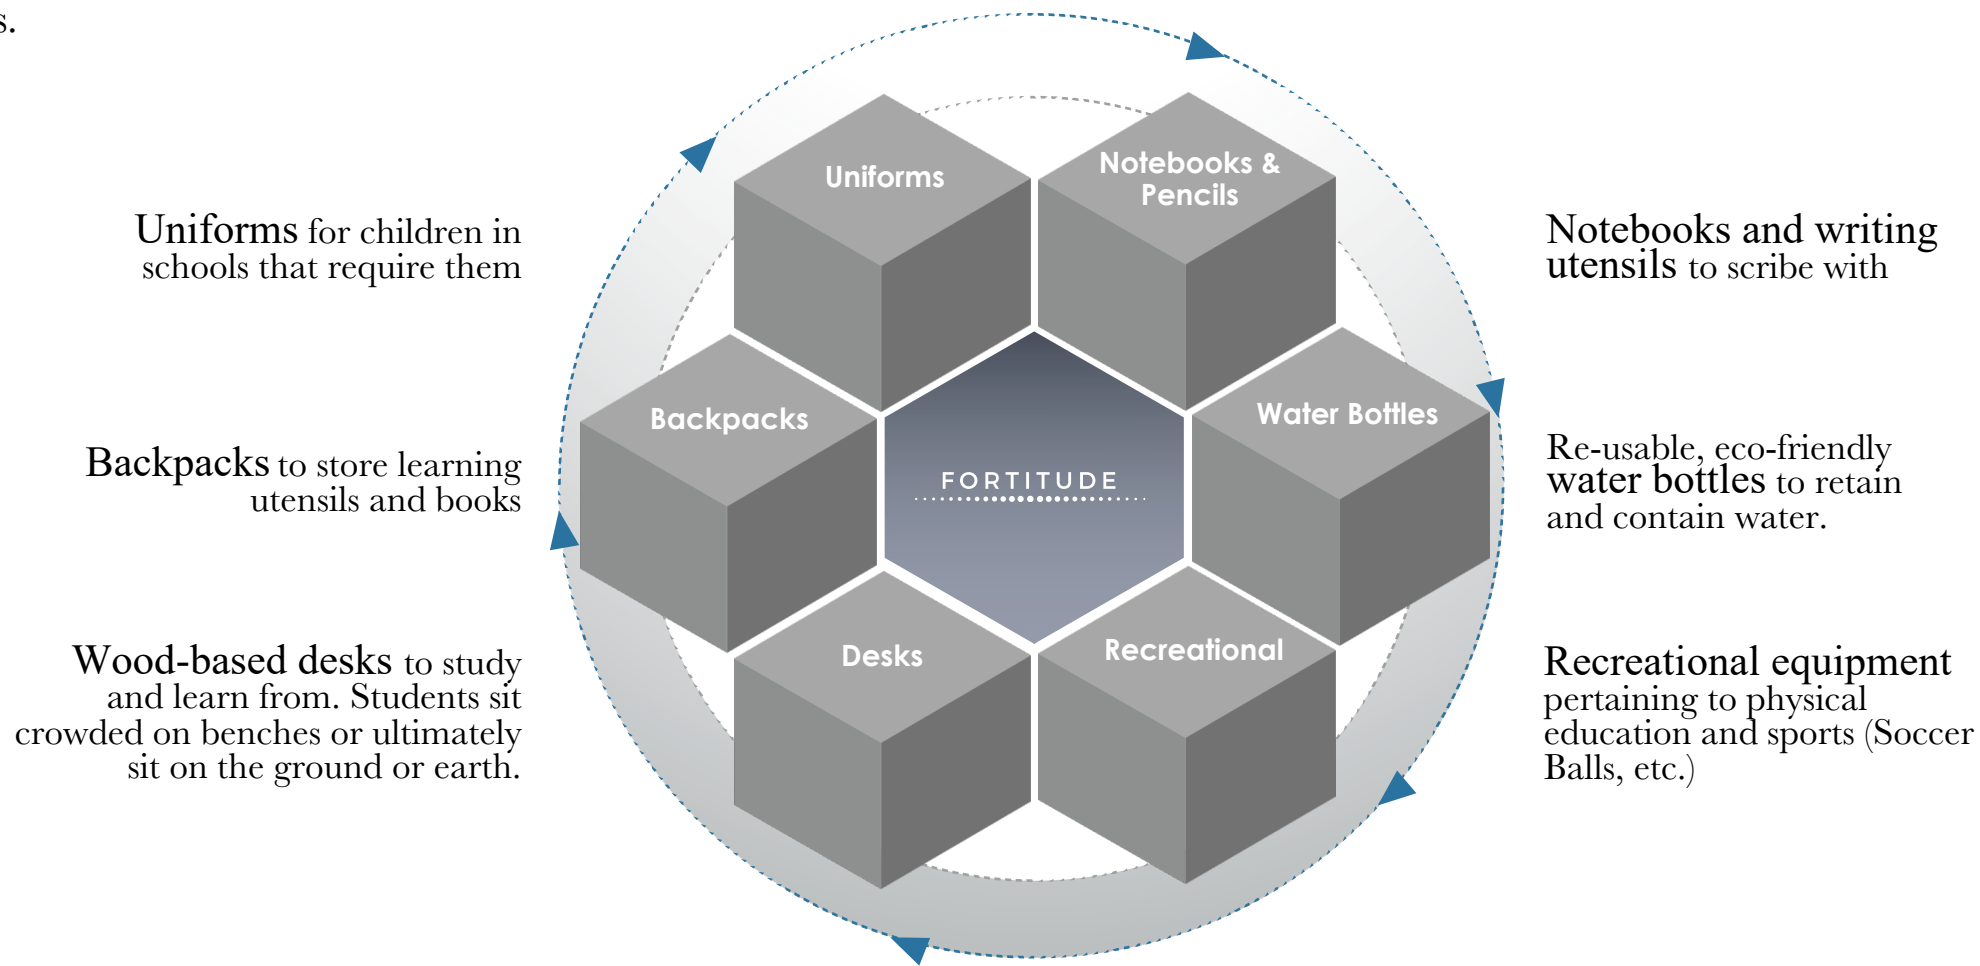 s.
Uniforms
Notebooks &
Pencils
Uniforms for children in
schools that require them
Notebooks and writing
utensils to scribe with
Backpacks
Water Bottles
Backpacks to store learning
utensils and books
FORTITUDE
Re-usable, eco-friendly
water bottles to retain
and contain water.
Desks
Recreational
Wood-based desks to study
and learn from. Students sit
crowded on benches or ultimately
sit on the ground or earth.
Recreational equipment
pertaining to physical
education and sports (Soccer
Balls, etc.)